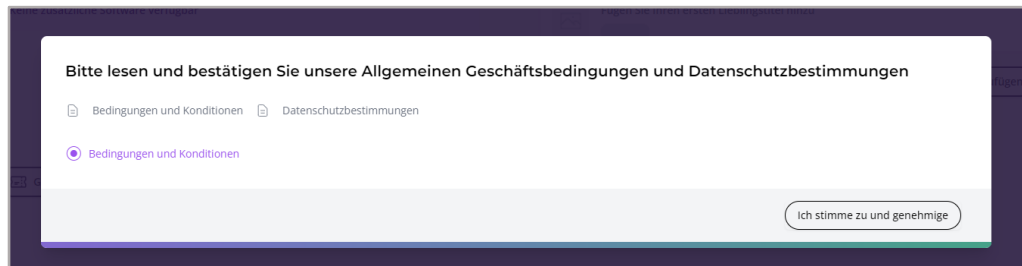 Bitte lesen und bestätigen Sie unsere Allgemeinen Geschäftsbedingungen und Datenschutzbestimmungen
Bedingungen und Konditionen Datenschutzbestimmungen
Bedingungen und Konditionen
Ich stimme zu und genehmige